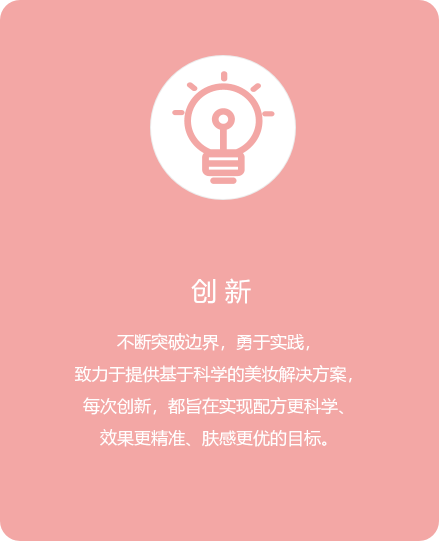 创新
不断突破边界，勇于实践，
致力于提供基于科学的美妆解决方案，
每次创新，都旨在实现配方更科学、
效果更精准、肤感更优的目标。